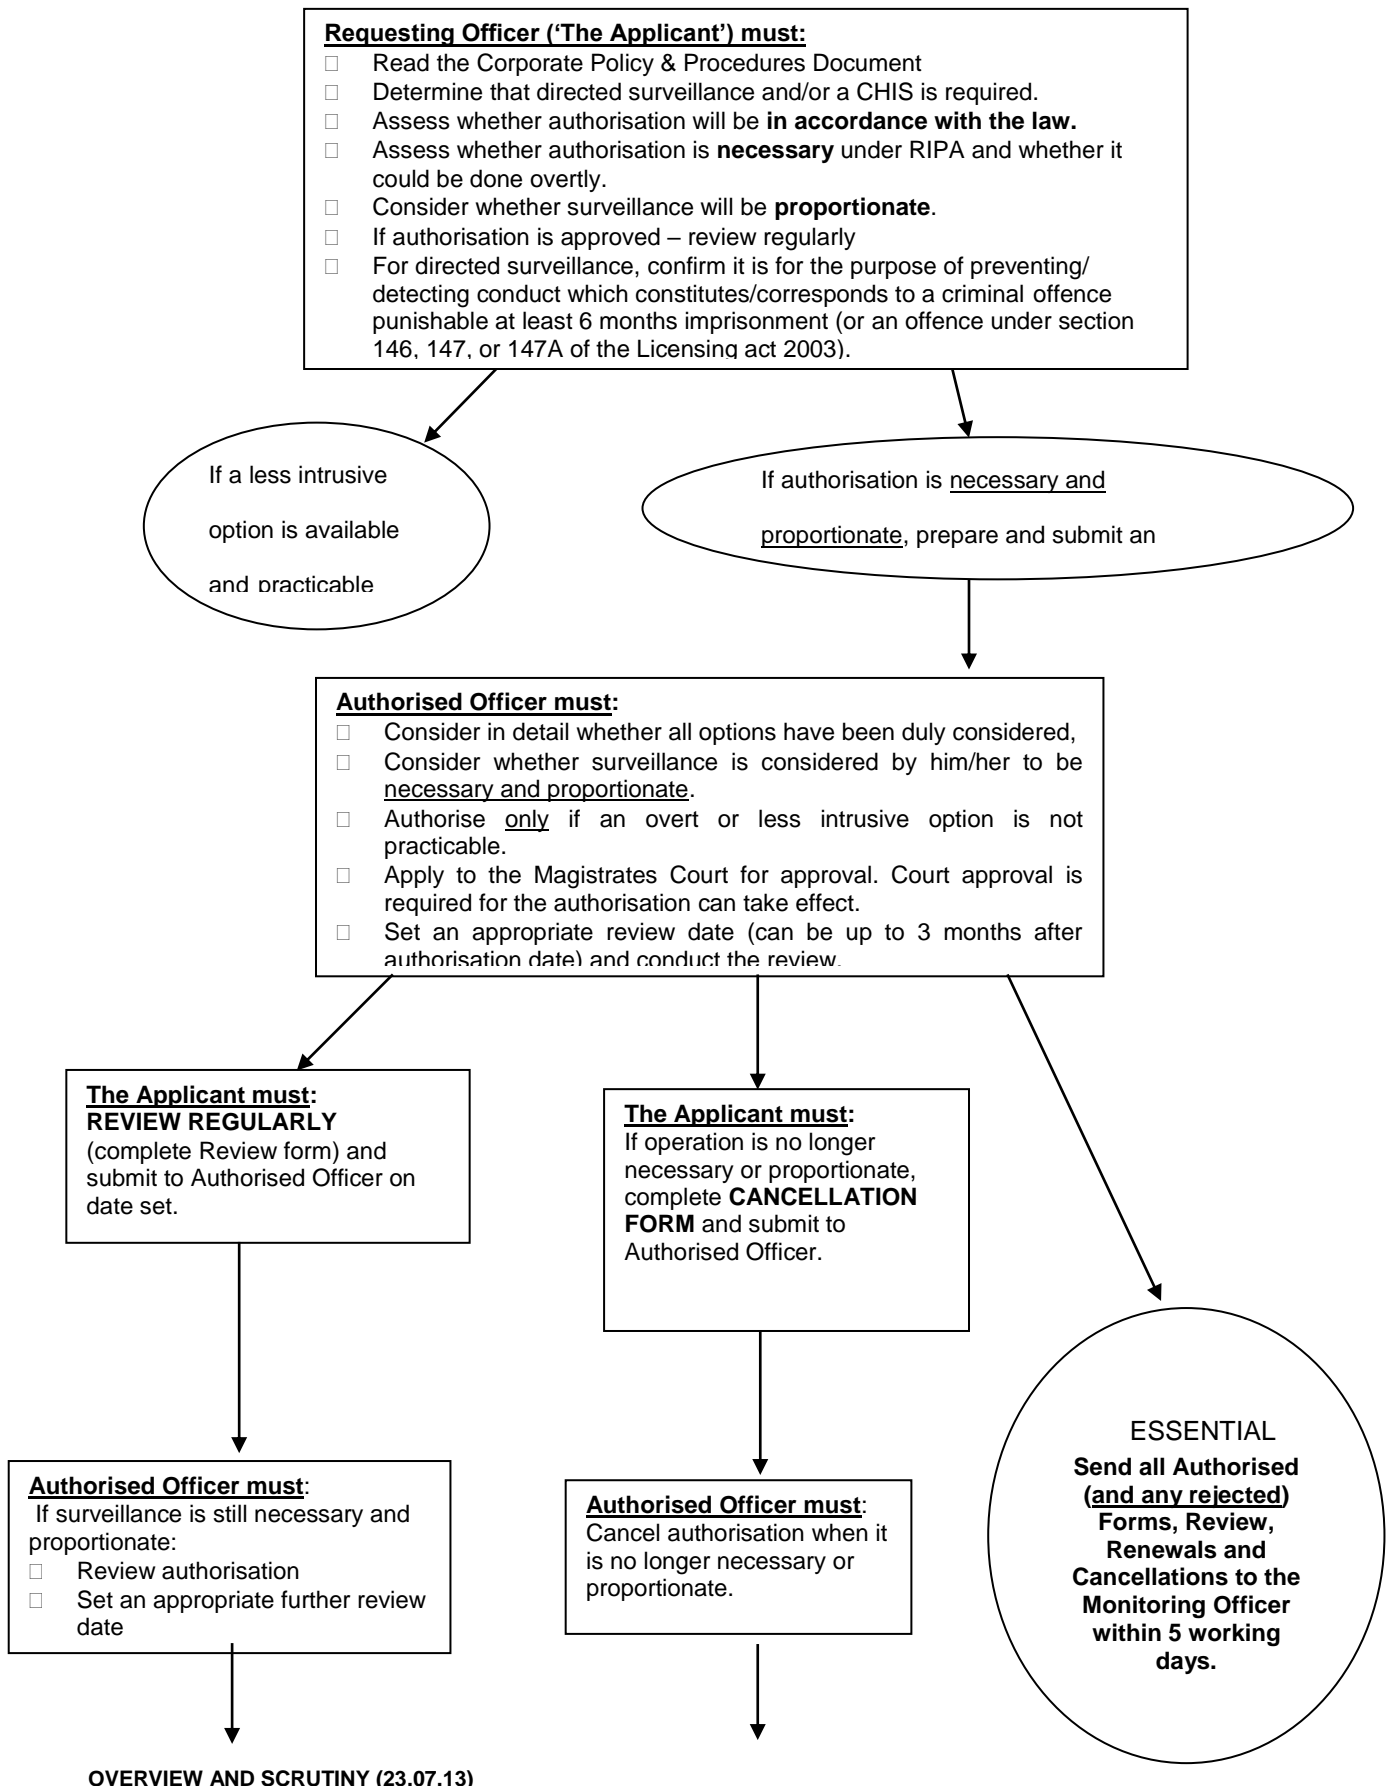 Requesting Officer (‘The Applicant’) must:
Read the Corporate Policy & Procedures Document
Determine that directed surveillance and/or a CHIS is required.
Assess whether authorisation will be in accordance with the law.
Assess whether authorisation is necessary under RIPA and whether it
could be done overtly.
Consider whether surveillance will be proportionate.
If authorisation is approved – review regularly
For directed surveillance, confirm it is for the purpose of preventing/
detecting conduct which constitutes/corresponds to a criminal offence
punishable at least 6 months imprisonment (or an offence under section
146, 147, or 147A of the Licensing act 2003).
If a less intrusive
option is available
and practicable
If authorisation is necessary and
proportionate, prepare and submit an
Authorised Officer must:
Consider in detail whether all options have been duly considered,
Consider whether surveillance is considered by him/her to be
necessary and proportionate.
Authorise only if an overt or less intrusive option is not
practicable.
Apply to the Magistrates Court for approval. Court approval is
required for the authorisation can take effect.
Set an appropriate review date (can be up to 3 months after
authorisation date) and conduct the review.
The Applicant must:
REVIEW REGULARLY
(complete Review form) and
submit to Authorised Officer on
date set.
The Applicant must:
If operation is no longer
necessary or proportionate,
complete CANCELLATION
FORM and submit to
Authorised Officer.
ESSENTIAL
Send all Authorised
(and any rejected)
Forms, Review,
Renewals and
Cancellations to the
Monitoring Officer
within 5 working
days.
Authorised Officer must:
If surveillance is still necessary and
proportionate:
Review authorisation
Set an appropriate further review
date
Authorised Officer must:
Cancel authorisation when it
is no longer necessary or
proportionate.
OVERVIEW AND SCRUTINY (23.07.13)